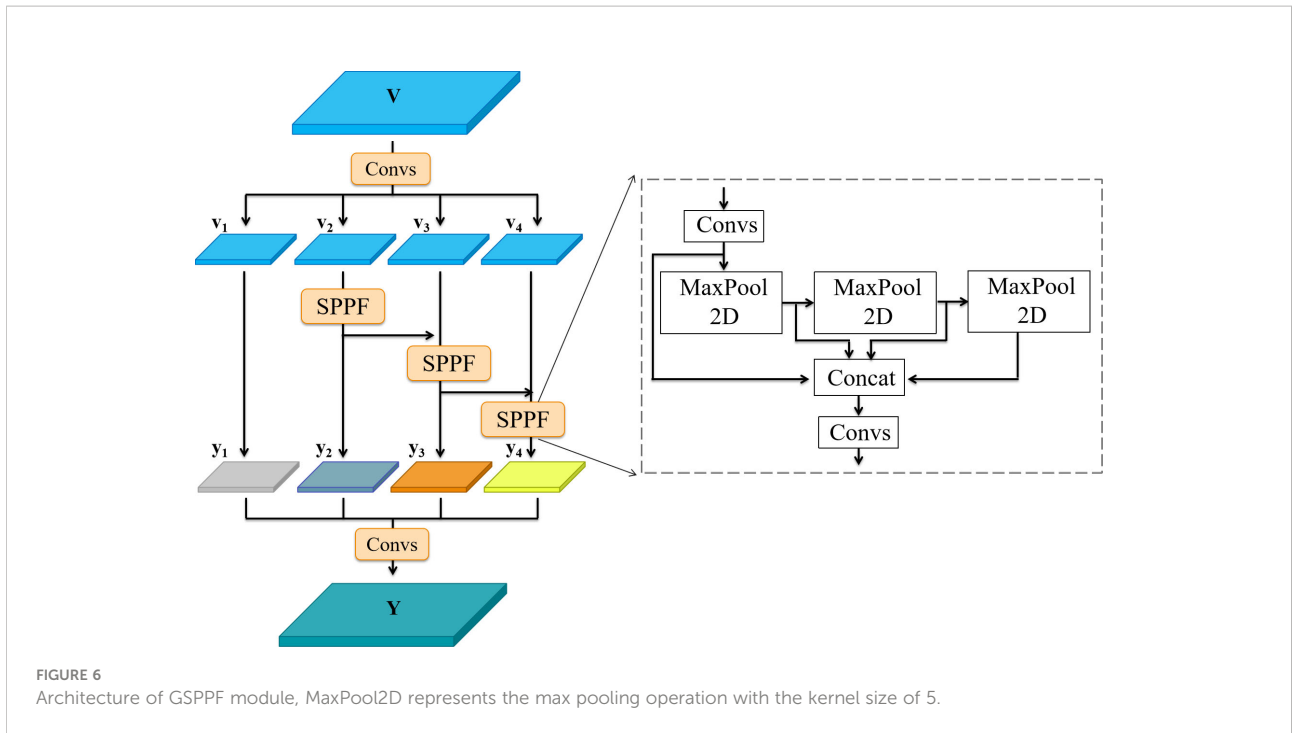 V
Convs
v1 v2 v3 v4
SPPF
SPPF
SPPF
y1 y2 y3 y4
Convs
Y
Convs
MaxPool
2D
MaxPool
2D
MaxPool
2D
Concat
Convs
FIGURE 6
Architecture of GSPPF module, MaxPool2D represents the max pooling operation with the kernel size of 5.